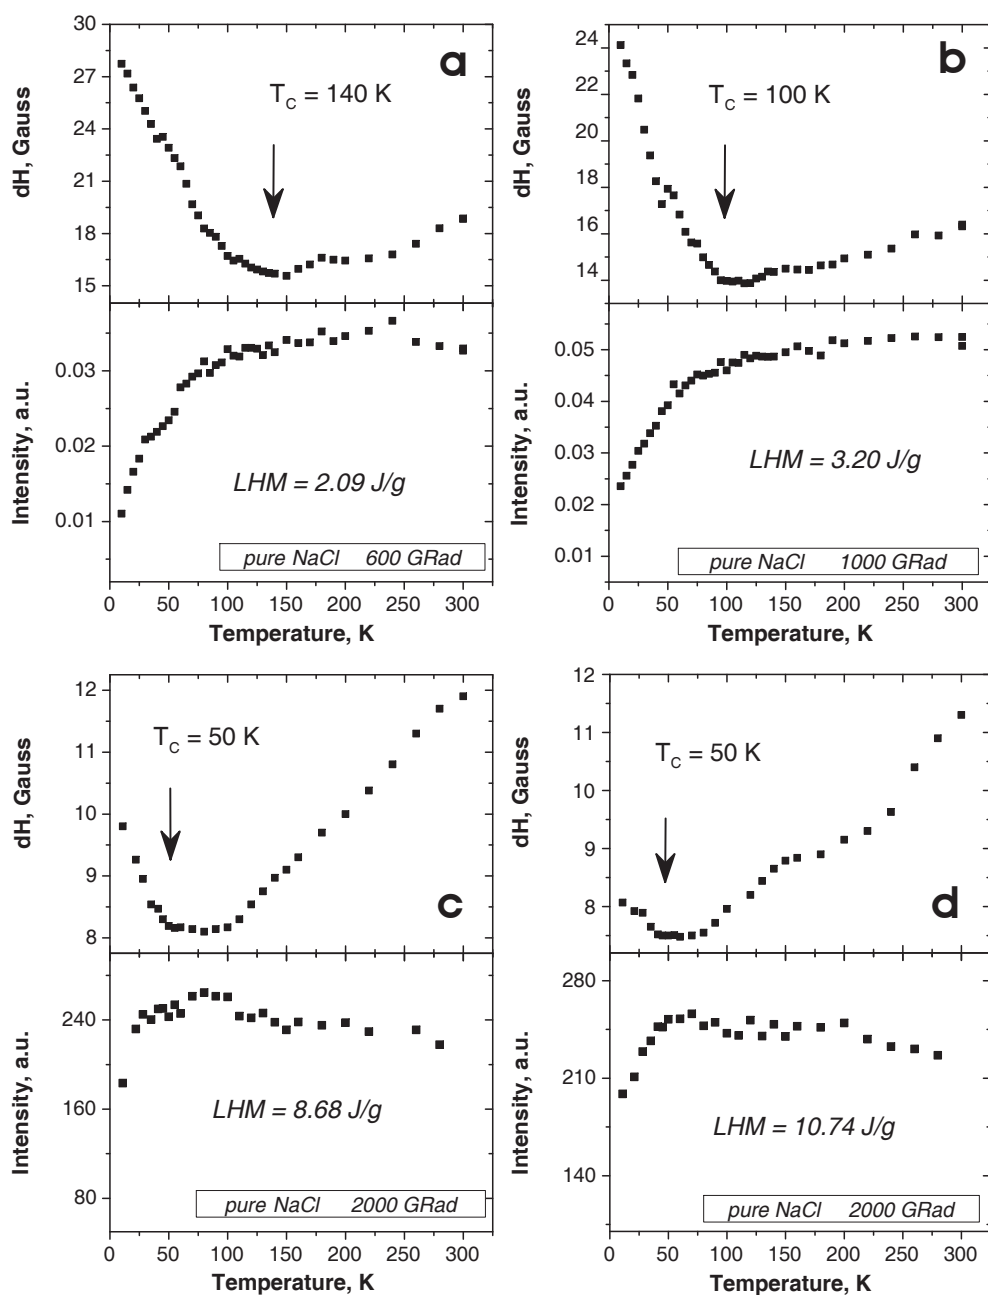 30
27
24
21
18
15
dH, Gauss
a
T_C = 140 K
0.03
0.02
0.01
Intensity, a.u.
LHM = 2.09 J/g
pure NaCl 600 GRad
0 50 100 150 200 250 300
Temperature, K
24
22
20
18
16
14
dH, Gauss
b
T_C = 100 K
0.05
0.04
0.03
0.02
0.01
Intensity, a.u.
LHM = 3.20 J/g
pure NaCl 1000 GRad
0 50 100 150 200 250 300
Temperature, K
12
11
10
9
8
dH, Gauss
T_C = 50 K
c
240
160
80
Intensity, a.u.
LHM = 8.68 J/g
pure NaCl 2000 GRad
0 50 100 150 200 250 300
Temperature, K
12
11
10
9
8
dH, Gauss
T_C = 50 K
d
280
210
140
Intensity, a.u.
LHM = 10.74 J/g
pure NaCl 2000 GRad
0 50 100 150 200 250 300
Temperature, K